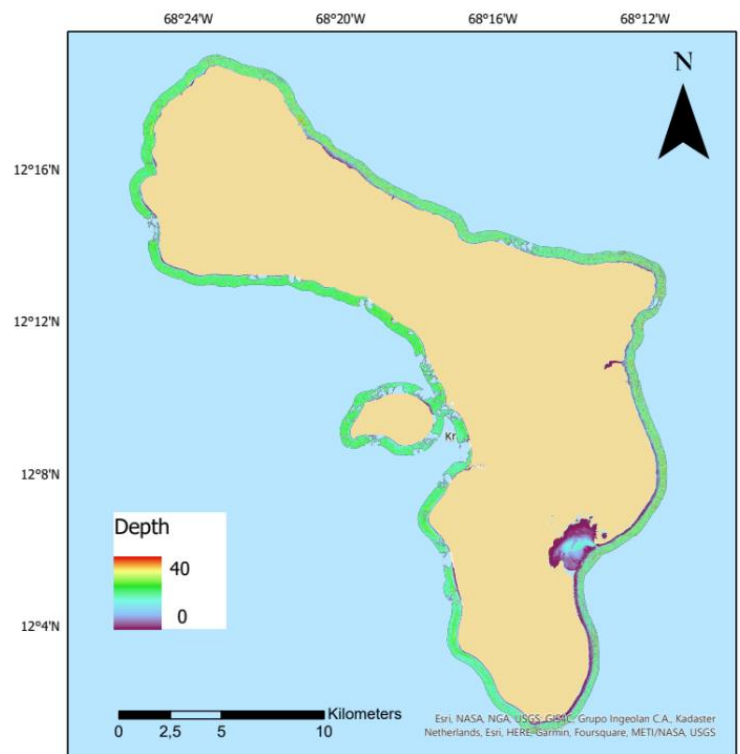 68°24'W 68°20'W 68°16'W 68°12'W
N
12°16'N
12°12'N
Kr
12°8'N
Depth
40
0
12°4'N
Kilometers
0 2,5 5 10
Esri, NASA, NGA, USGS, Grupo Ingeolan C.A., Kadaster
Netherlands, Esri, HERE, Garmin, Foursquare, METI/NASA, USGS